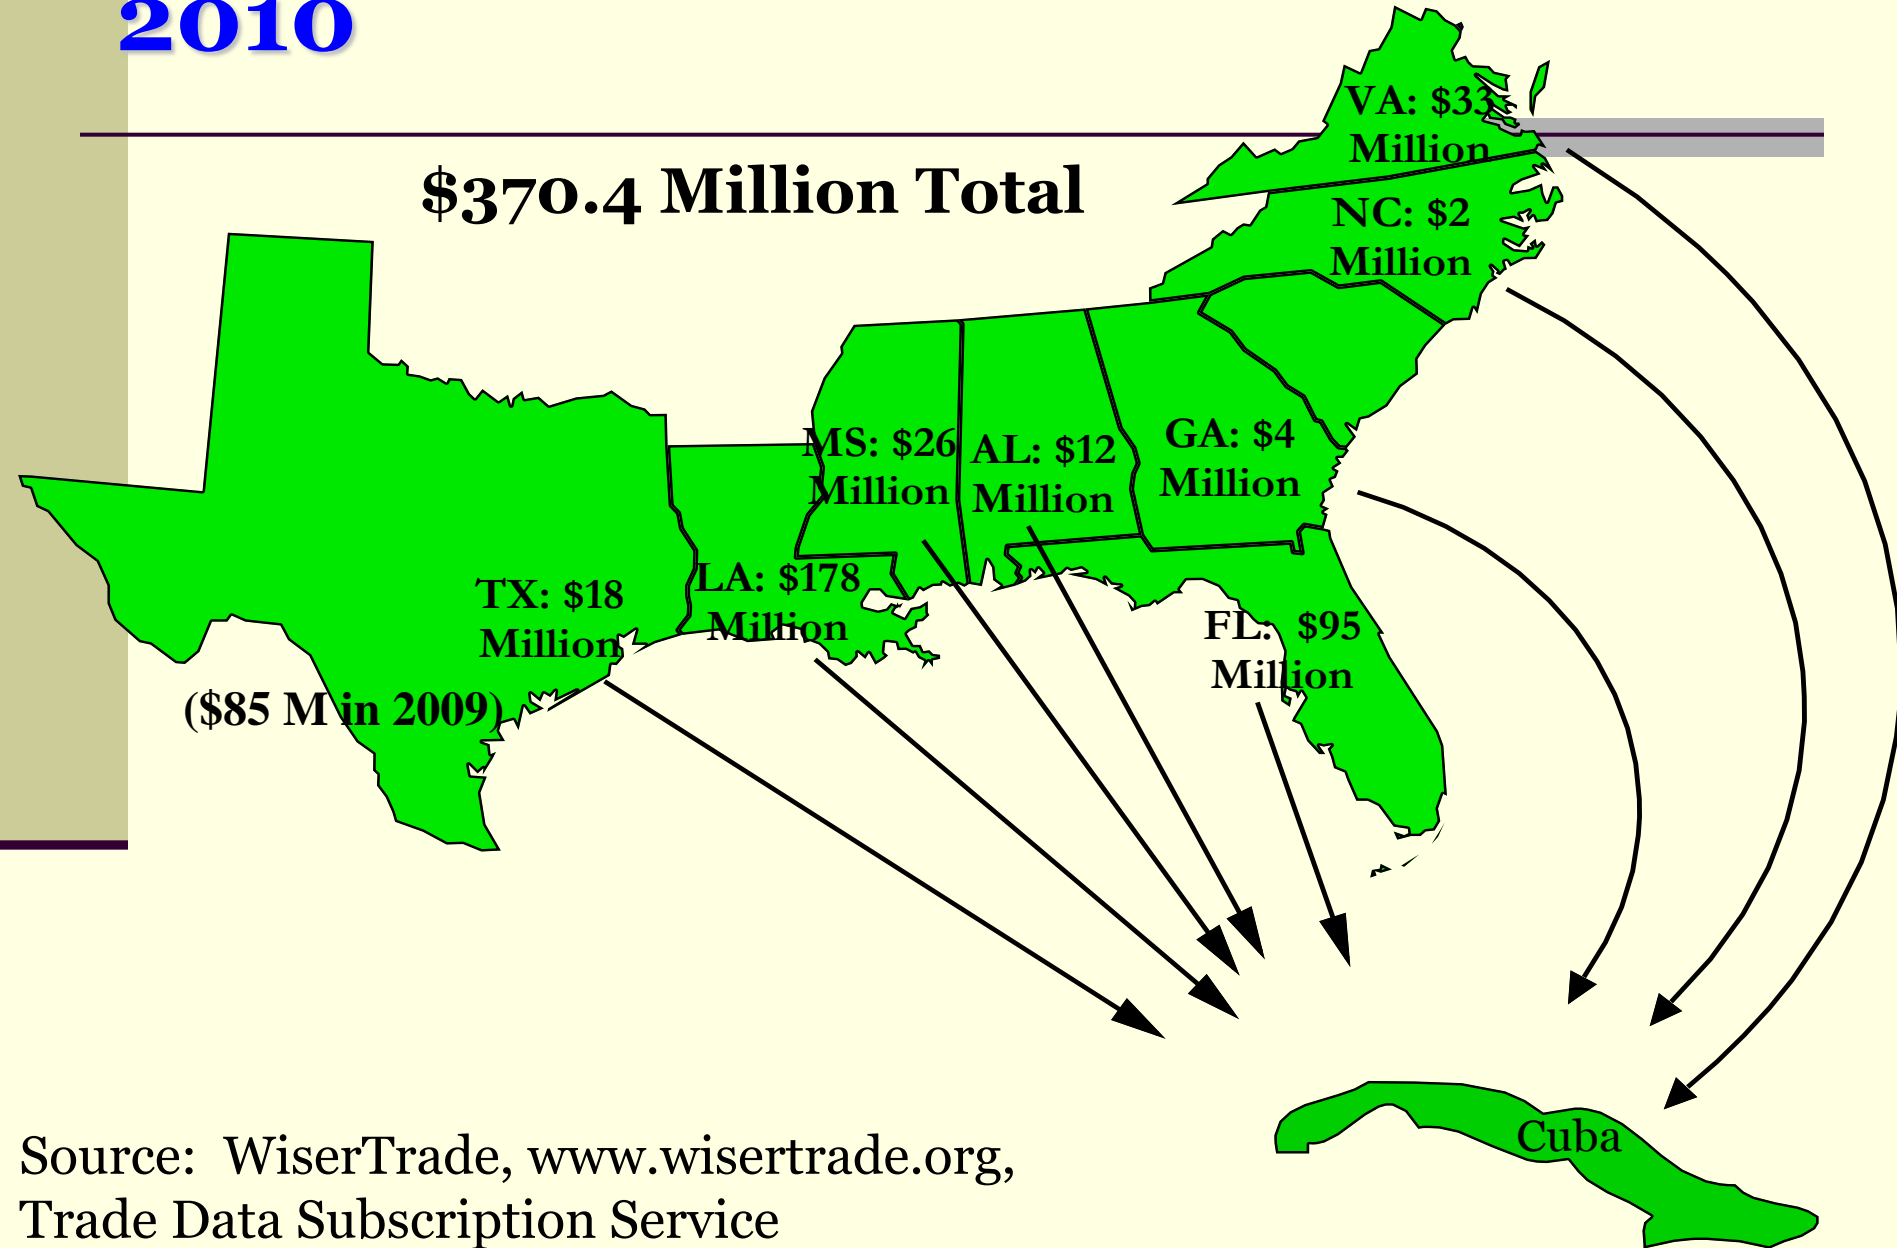 2010
$370.4 Million Total
VA: $33
Million
NC: $2
Million
MS: $26
Million
AL: $12
Million
GA: $4
Million
TX: $18
Million
LA: $178
Million
FL:  $95
Million
($85 M in 2009)
Cuba
Source:  WiserTrade, www.wisertrade.org,
Trade Data Subscription Service